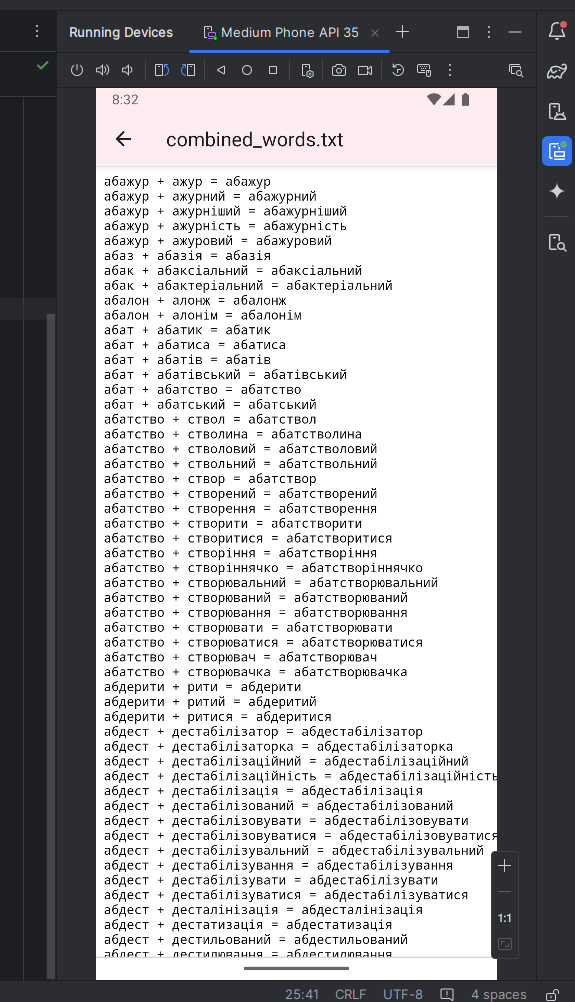 Running Devices
Medium Phone API 35
8:32
combined_words.txt
абажур + ажур = абажур
абажур + ажурний = абажурний
абажур + ажурніший = абажурніший
абажур + ажурність = абажурність
абажур + ажуровий = абажуровий
абаз + абазія = абазія
абак + абаксіальний = абаксіальний
абак + абактеріальний = абактеріальний
абалон + алонж = абалонж
абалон + алонім = абалонім
абат + абатик = абатик
абат + абатиса = абатиса
абат + абатів = абатів
абат + абатівський = абатівський
абат + абатство = абатство
абат + абатський = абатський
абатство + ствол = абатствол
абатство + стволина = абатстволина
абатство + стволовий = абатстволовий
абатство + ствольний = абатствольний
абатство + створ = абатствор
абатство + створений = абатстворений
абатство + створення = абатстворення
абатство + створити = абатстворити
абатство + створитися = абатстворитися
абатство + створіння = абатстворіння
абатство + створіннячко = абатстворіннячко
абатство + створювальний = абатстворювальний
абатство + створюваний = абатстворюваний
абатство + створювання = абатстворювання
абатство + створювати = абатстворювати
абатство + створюватися = абатстворюватися
абатство + створювач = абатстворювач
абатство + створювачка = абатстворювачка
абдерити + рити = абдерити
абдерити + ритий = абдеритий
абдерити + ритися = абдеритися
абдест + дестабілізатор = абдестабілізатор
абдест + дестабілізаторка = абдестабілізаторка
абдест + дестабілізаційний = абдестабілізаційний
абдест + дестабілізаційність = абдестабілізаційність
абдест + дестабілізація = абдестабілізація
абдест + дестабілізований = абдестабілізований
абдест + дестабілізовувати = абдестабілізовувати
абдест + дестабілізовуватися = абдестабілізовуватися
абдест + дестабілізувальний = абдестабілізувальний
абдест + дестабілізування = абдестабілізування
абдест + дестабілізувати = абдестабілізувати
абдест + дестабілізуватися = абдестабілізуватися
абдест + десталінізація = абдесталінізація
абдест + дестатизація = абдестатизація
абдест + дестильований = абдестильований
абдест + дестилювання = абдестилювання
1:1
25:41 CRLF UTF-8 4 spaces